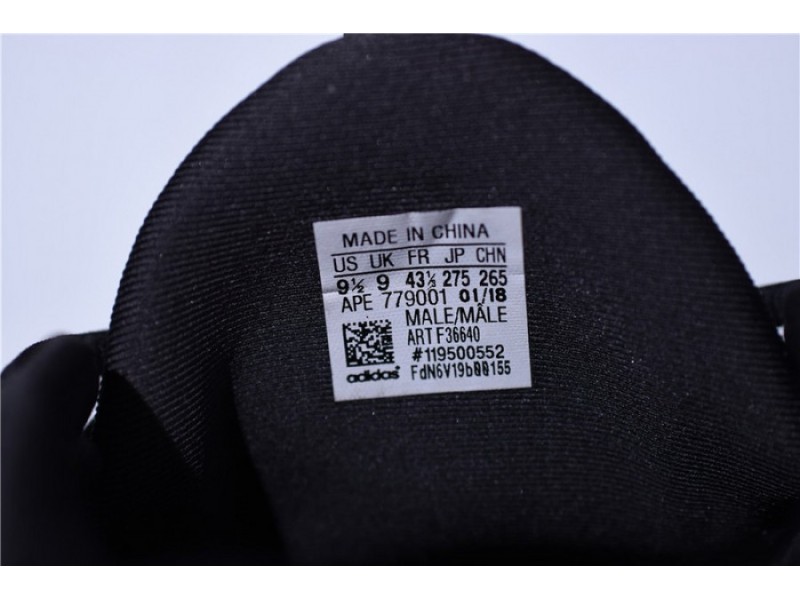 MADE IN CHINA
US UK FR JP CHN
9½ 9 43⅓ 275 265
APE 779001 01/18
MALE/MÂLE
ART F36640
#119500552
adidas FdN6V19b00155